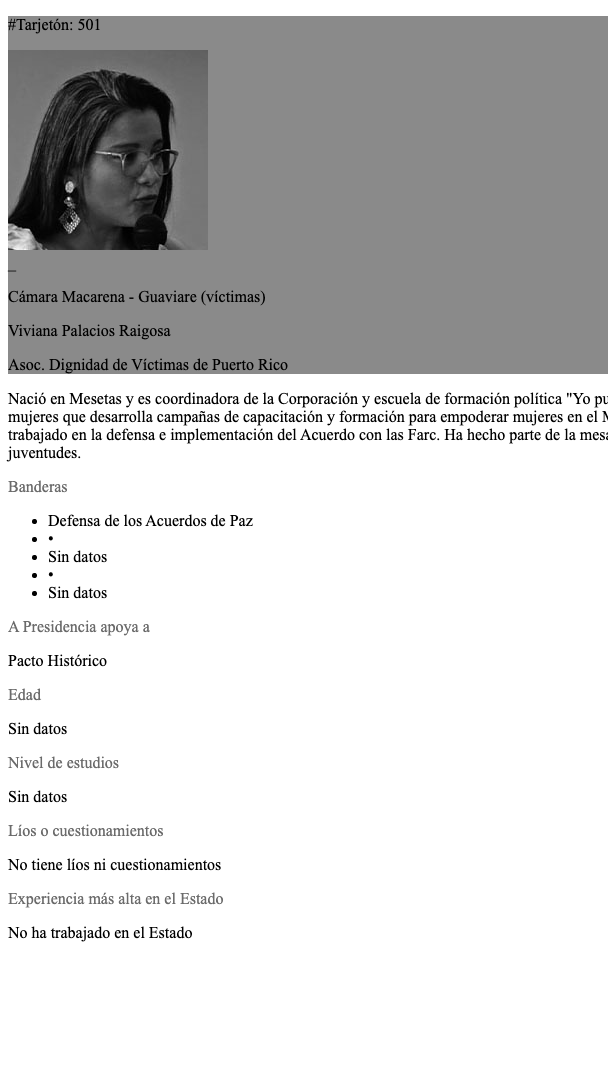 #Tarjetón: 501
_
Cámara Macarena - Guaviare (víctimas)
Viviana Palacios Raigosa
Asoc. Dignidad de Víctimas de Puerto Rico
Nació en Mesetas y es coordinadora de la Corporación y escuela de formación política "Yo
mujeres que desarrolla campañas de capacitación y formación para empoderar mujeres en el
trabajado en la defensa e implementación del Acuerdo con las Farc. Ha hecho parte de la
juventudes.
Banderas
• Defensa de los Acuerdos de Paz
• •
• Sin datos
• •
• Sin datos
A Presidencia apoya a
Pacto Histórico
Edad
Sin datos
Nivel de estudios
Sin datos
Líos o cuestionamientos
No tiene líos ni cuestionamientos
Experiencia más alta en el Estado
No ha trabajado en el Estado